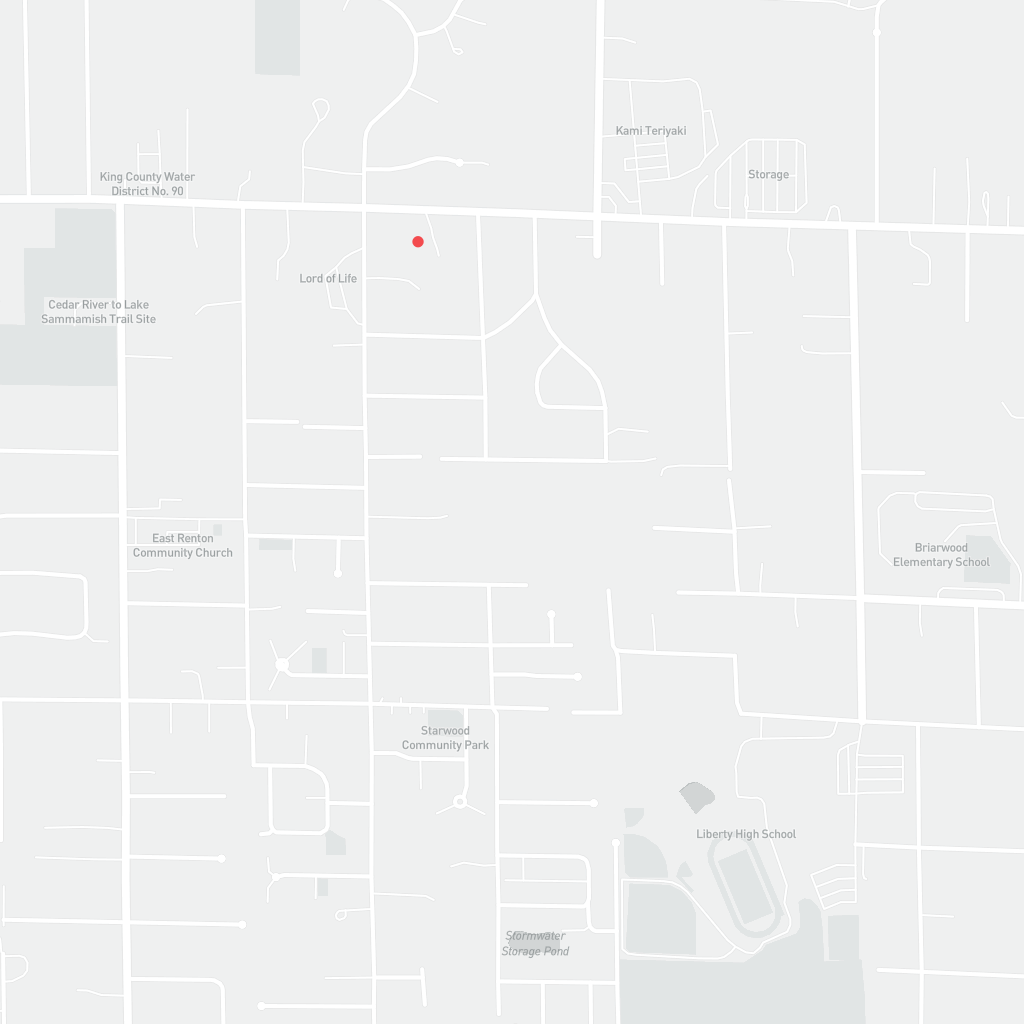 Kami Teriyaki
King County Water
District No. 90
Storage
Lord of Life
Cedar River to Lake
Sammamish Trail Site
East Renton
Community Church
Briarwood
Elementary School
Starwood
Community Park
Liberty High School
Stormwater
Storage Pond